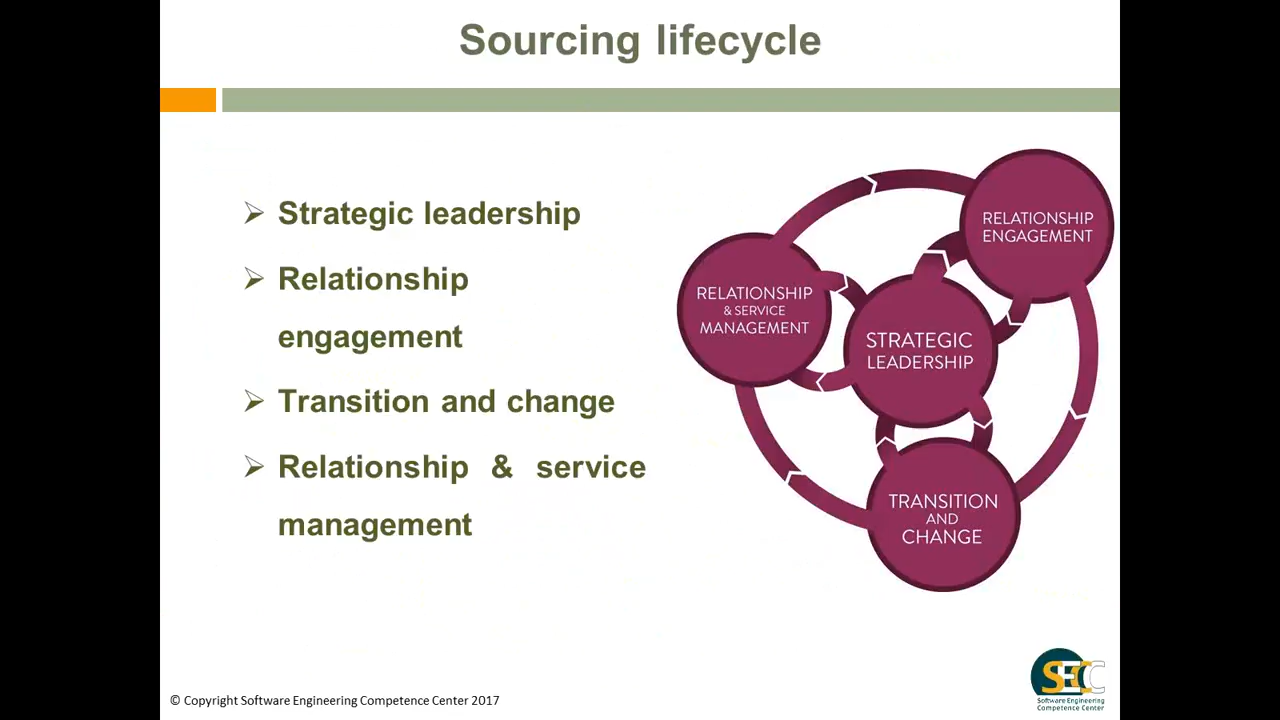 Sourcing lifecycle
➢ Strategic leadership
➢ Relationship
engagement
➢ Transition and change
➢ Relationship & service
management
RELATIONSHIP
ENGAGEMENT
RELATIONSHIP
& SERVICE
MANAGEMENT
STRATEGIC
LEADERSHIP
TRANSITION
AND
CHANGE
SECC
Software Engineering
Competence Center
© Copyright Software Engineering Competence Center 2017